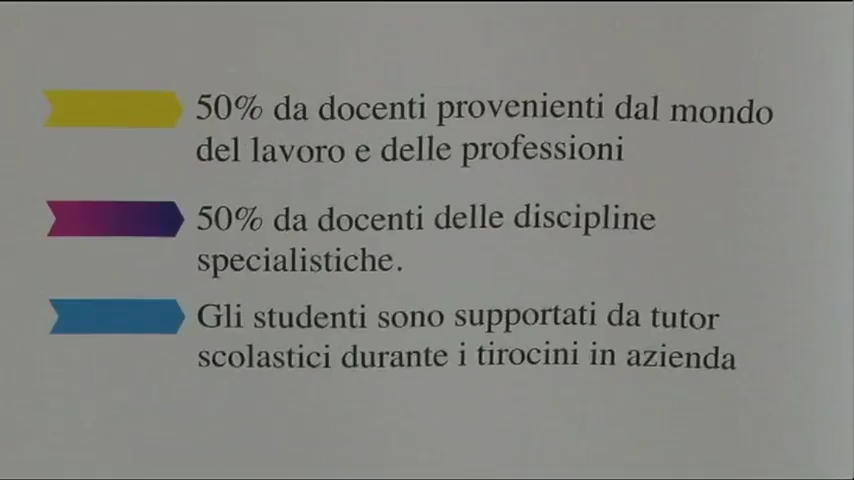 50% da docenti provenienti dal mondo
del lavoro e delle professioni
50% da docenti delle discipline
specialistiche.
Gli studenti sono supportati da tutor
scolastici durante i tirocini in azienda